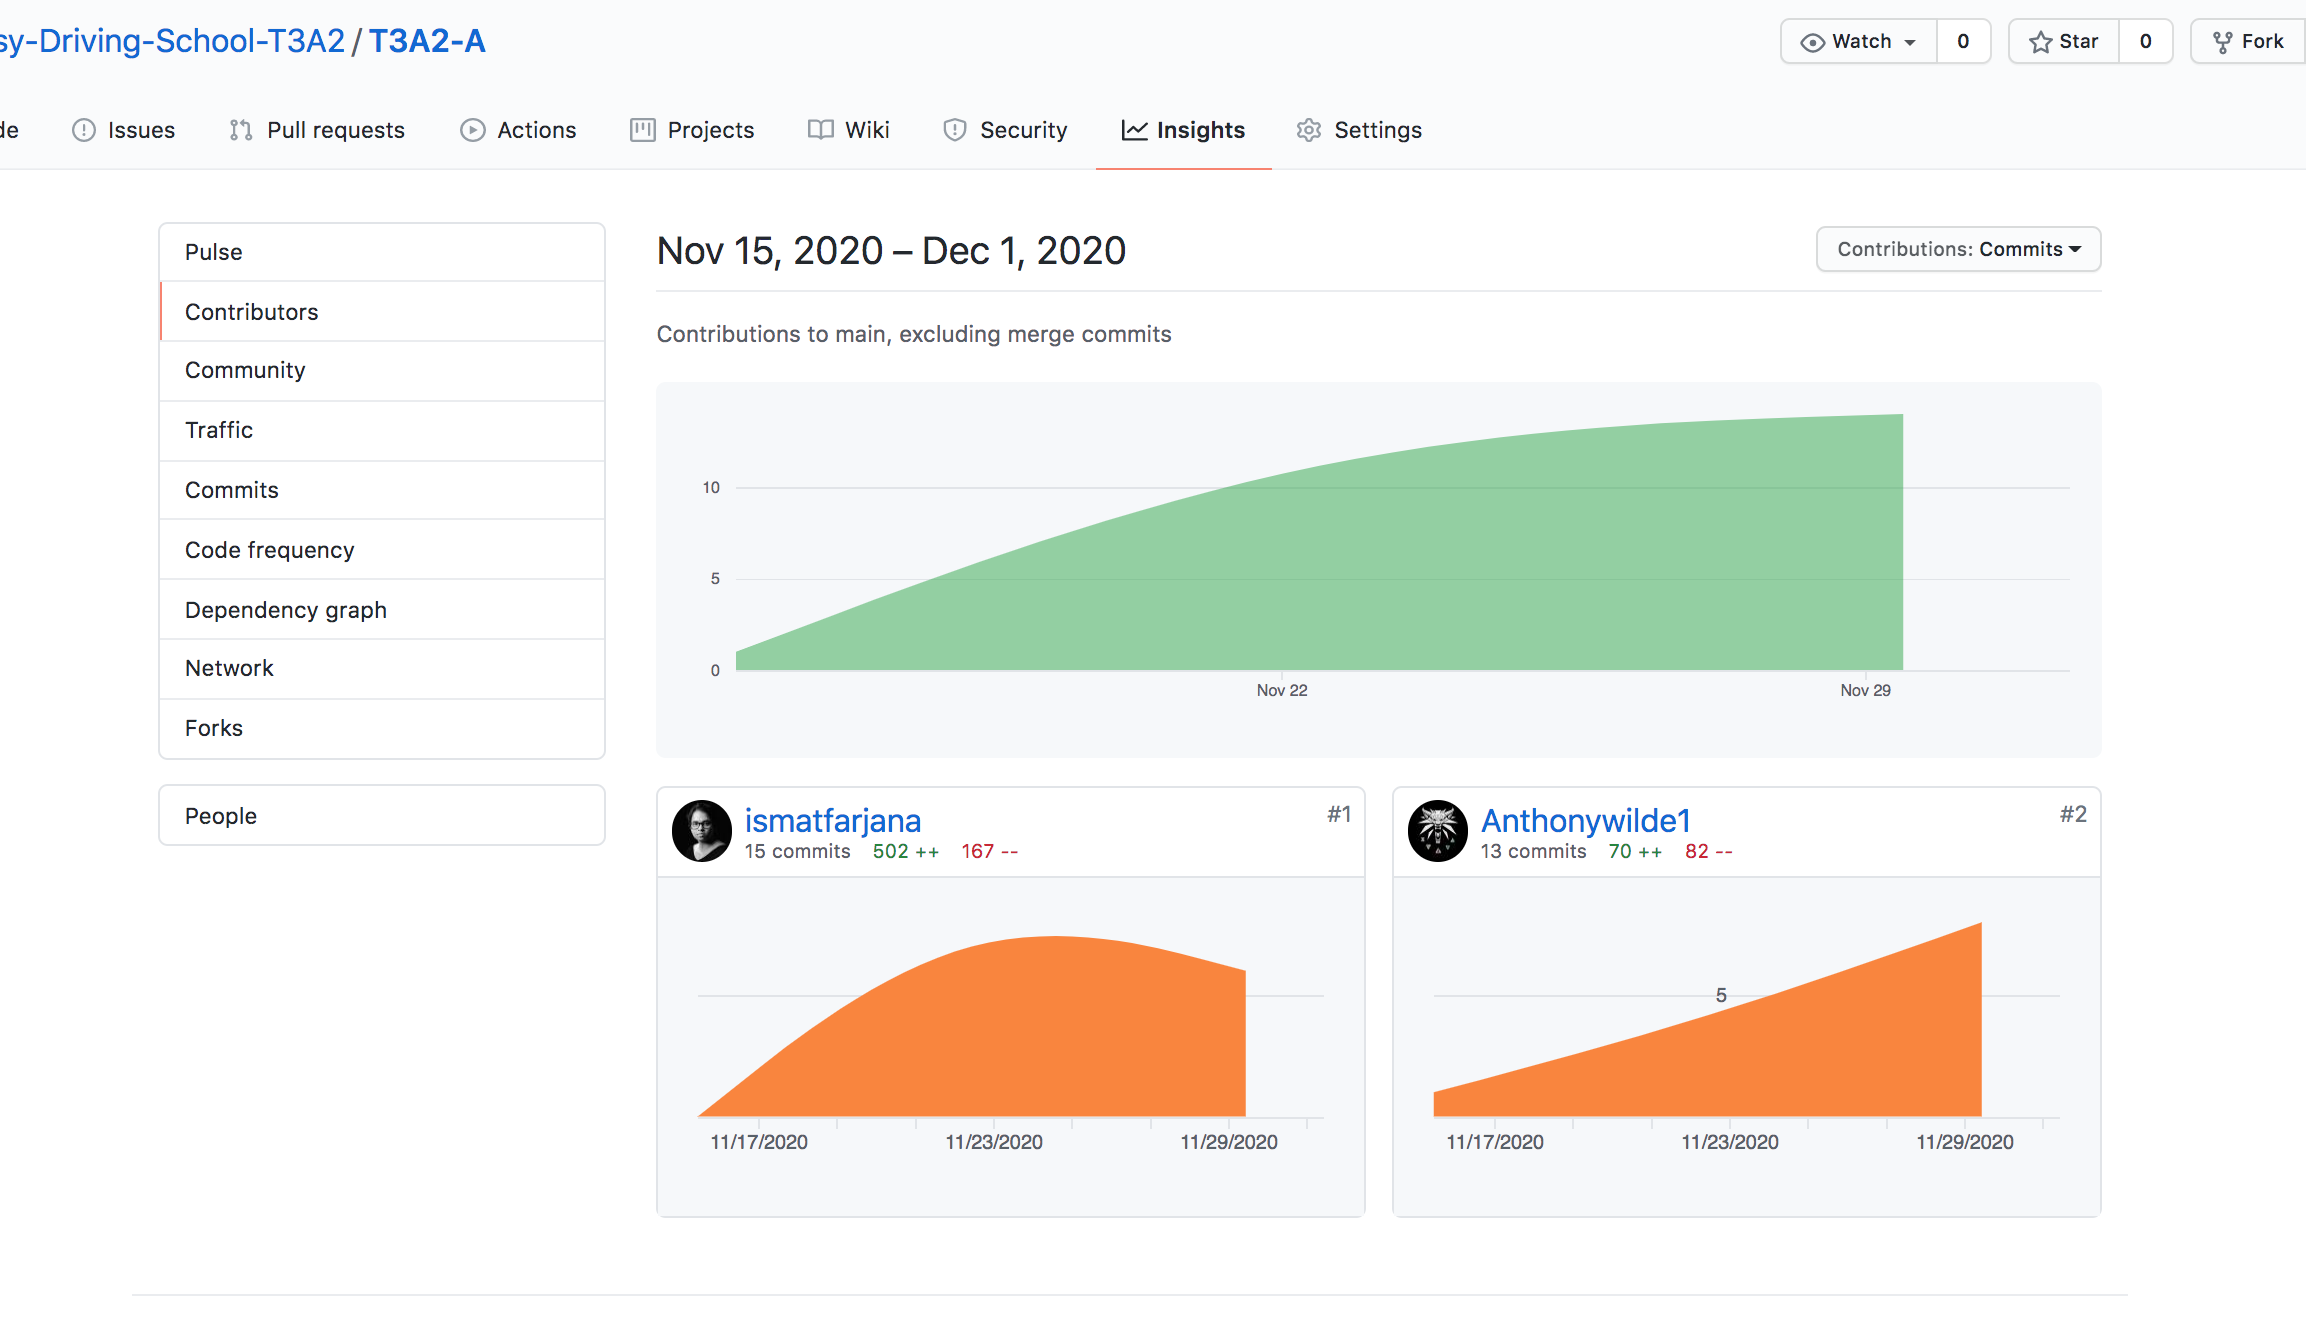 sy-Driving-School-T3A2 / T3A2-A
Watch 0 Star 0 Fork
de Issues Pull requests Actions Projects Wiki Security Insights Settings
Pulse
Contributors
Community
Traffic
Commits
Code frequency
Dependency graph
Network
Forks
People
Nov 15, 2020 – Dec 1, 2020
Contributions: Commits
Contributions to main, excluding merge commits
10
5
0
Nov 22 Nov 29
ismatfarjana #1
15 commits 502 ++ 167 --
11/17/2020 11/23/2020 11/29/2020
Anthonywilde1 #2
13 commits 70 ++ 82 --
5
11/17/2020 11/23/2020 11/29/2020